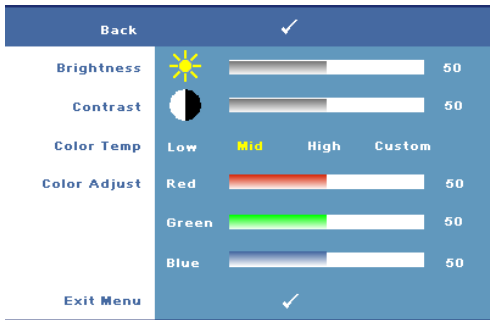 Back
Brightness 50
Contrast 50
Color Temp Low Mid High Custom
Color Adjust Red 50
Green 50
Blue 50
Exit Menu